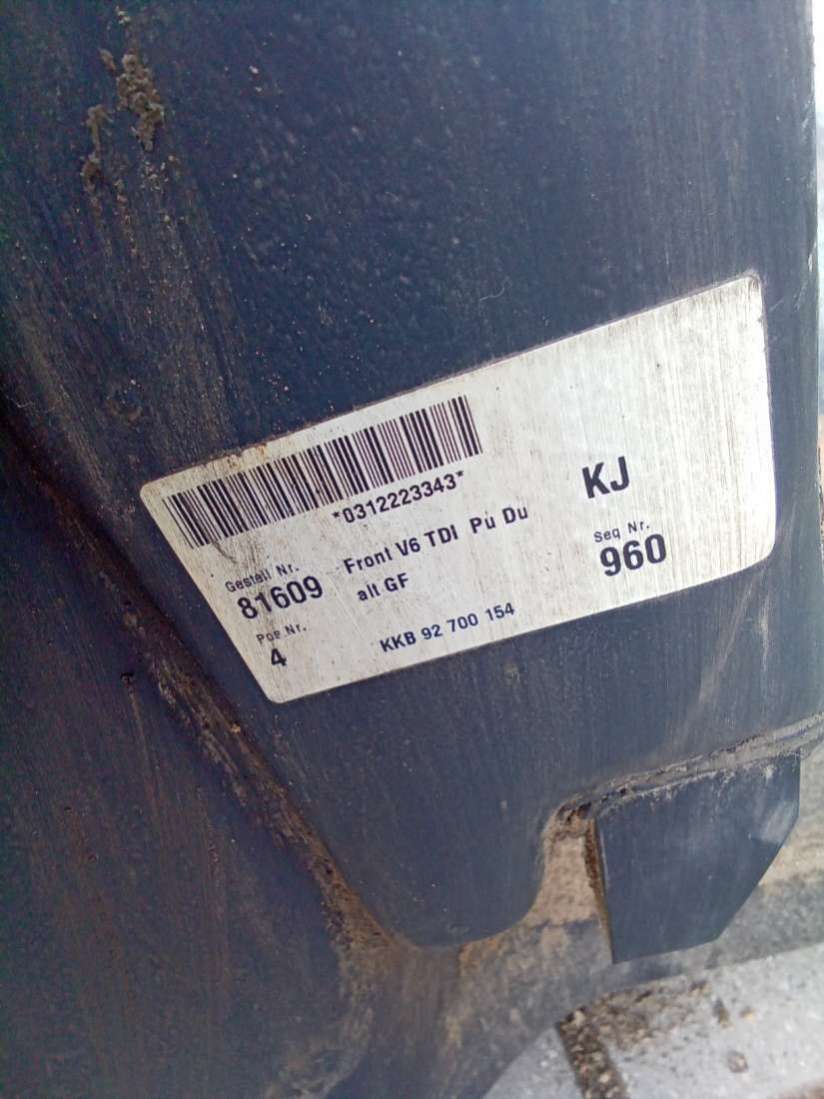 *0312223343*
KJ
Gestell Nr.
81609
Front V6 TDI Pu Du
alt GF
Seq Nr.
960
Pos Nr.
4
KKB 92 700 154